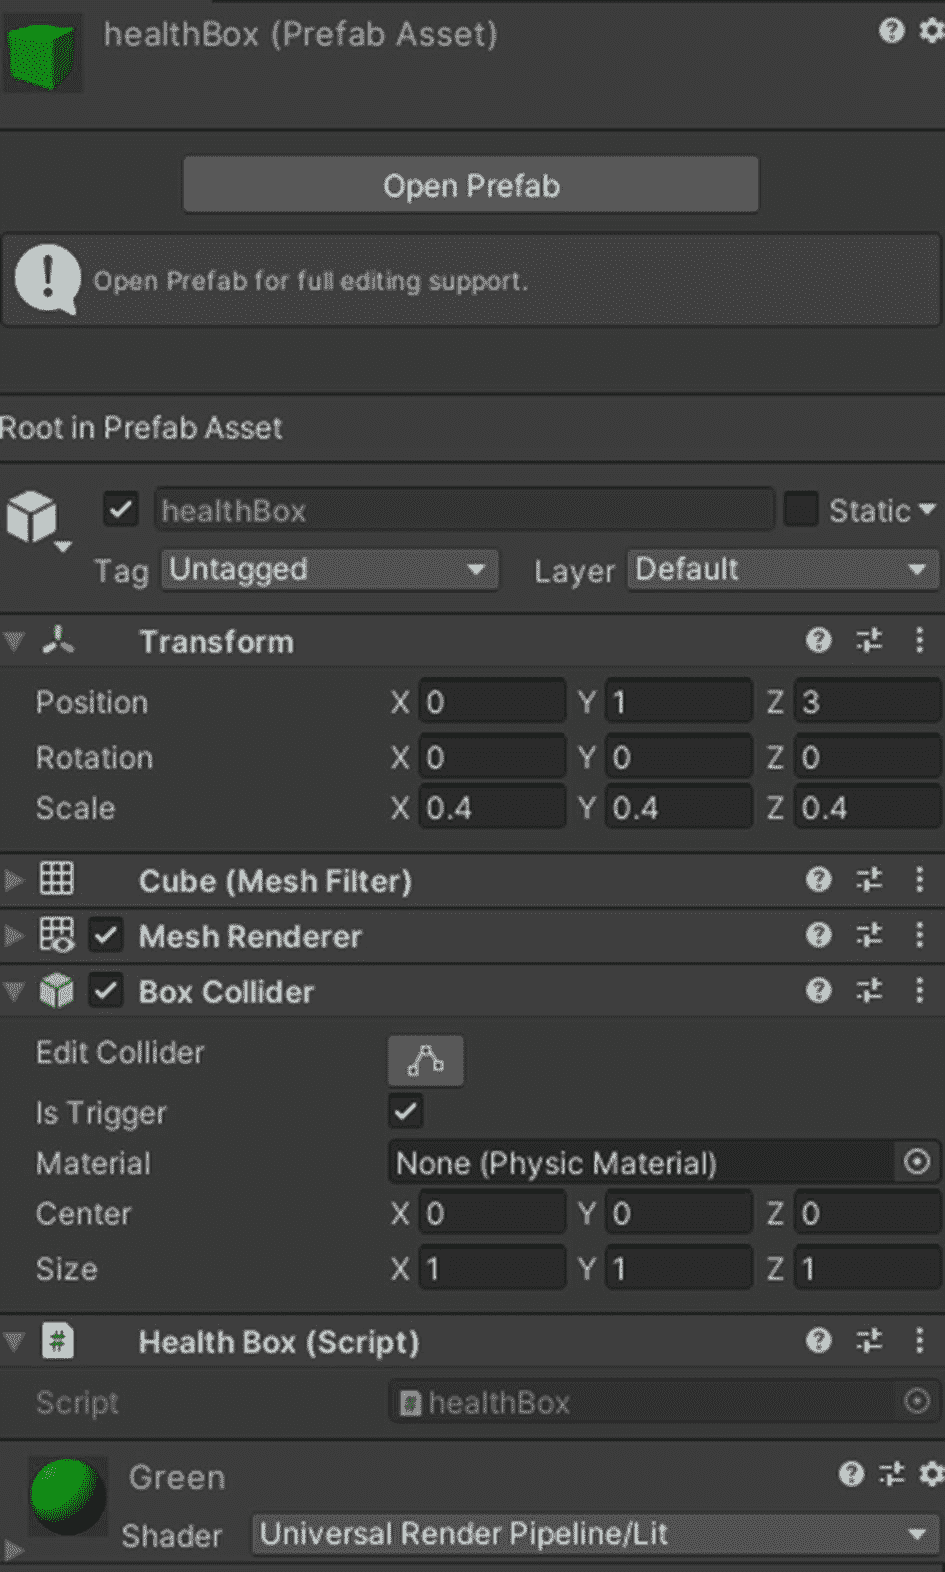 healthBox (Prefab Asset)
Open Prefab
Open Prefab for full editing support.
Root in Prefab Asset
healthBox Static
Tag Untagged Layer Default
Transform
Position X 0 Y 1 Z 3
Rotation X 0 Y 0 Z 0
Scale X 0.4 Y 0.4 Z 0.4
Cube (Mesh Filter)
Mesh Renderer
Box Collider
Edit Collider
Is Trigger
Material None (Physic Material)
Center X 0 Y 0 Z 0
Size X 1 Y 1 Z 1
# Health Box (Script)
Script # healthBox
Green
Shader Universal Render Pipeline/Lit